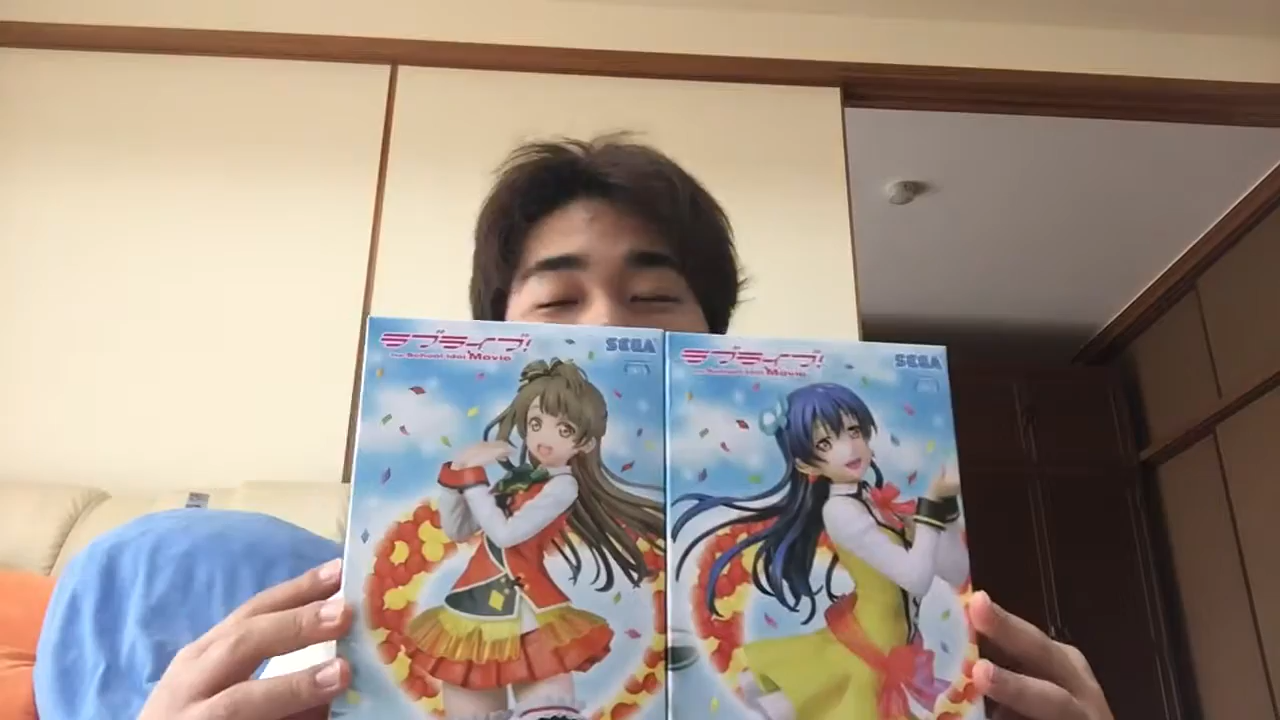 ラブライブ!
The School Idol Movie
SEGA
ラブライブ!
The School Idol Movie
SEGA